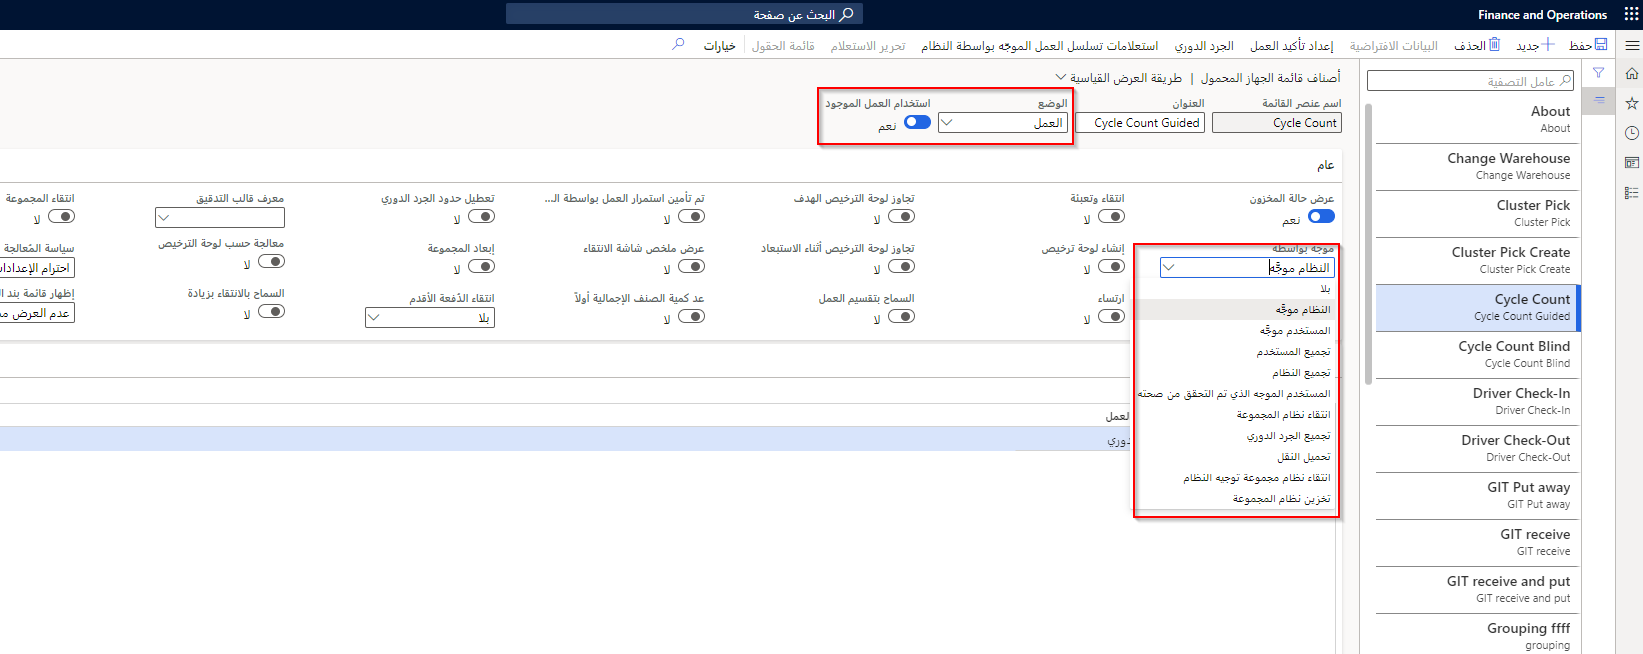 Finance and Operations
البحث عن صفحة
حفظ
جديد
الحذف
البيانات الافتراضية
إعداد تأكيد العمل
الجرد الدوري
استعلامات تسلسل العمل الموجّه بواسطة النظام
تحرير الاستعلام
قائمة الحقول
خيارات
عامل التصفية
About
About
Change Warehouse
Change Warehouse
Cluster Pick
Cluster Pick
Cluster Pick Create
Cluster Pick Create
Cycle Count
Cycle Count Guided
Cycle Count Blind
Cycle Count Blind
Driver Check-In
Driver Check-In
Driver Check-Out
Driver Check-Out
GIT Put away
GIT Put away
GIT receive
GIT receive
GIT receive and put
GIT receive and put
Grouping ffff
grouping
أصناف قائمة الجهاز المحمول | طريقة العرض القياسية
اسم عنصر القائمة
Cycle Count
العنوان
Cycle Count Guided
الوضع
العمل
استخدام العمل الموجود
نعم
عام
عرض حالة المخزون
نعم
موجه بواسطة
النظام موجَّه
بلا
النظام موجَّه
المستخدم موجَّه
تجميع المستخدم
تجميع النظام
المستخدم الموجه الذي تم التحقق من صحته
انتقاء نظام المجموعة
تجميع الجرد الدوري
تحميل النقل
انتقاء نظام مجموعة توجيه النظام
تخزين نظام المجموعة
انتقاء وتعبئة
لا
إنشاء لوحة ترخيص
لا
ارتساء
لا
تجاوز لوحة الترخيص الهدف
لا
تجاوز لوحة الترخيص أثناء الاستبعاد
لا
السماح بتقسيم العمل
لا
تم تأمين استمرار العمل بواسطة الـ...
لا
عرض ملخص شاشة الانتقاء
لا
عد كمية الصنف الإجمالية أولاً
لا
تعطيل حدود الجرد الدوري
لا
إبعاد المجموعة
لا
انتقاء الدُفعة الأقدم
بلا
معرف قالب التدقيق
معالجة حسب لوحة الترخيص
لا
السماح بالانتقاء بزيادة
لا
انتقاء المجموعة
لا
سياسة المُعالجة
احترام الإعدادات
إظهار قائمة بند ا
عدم العرض م
العمل
دوري